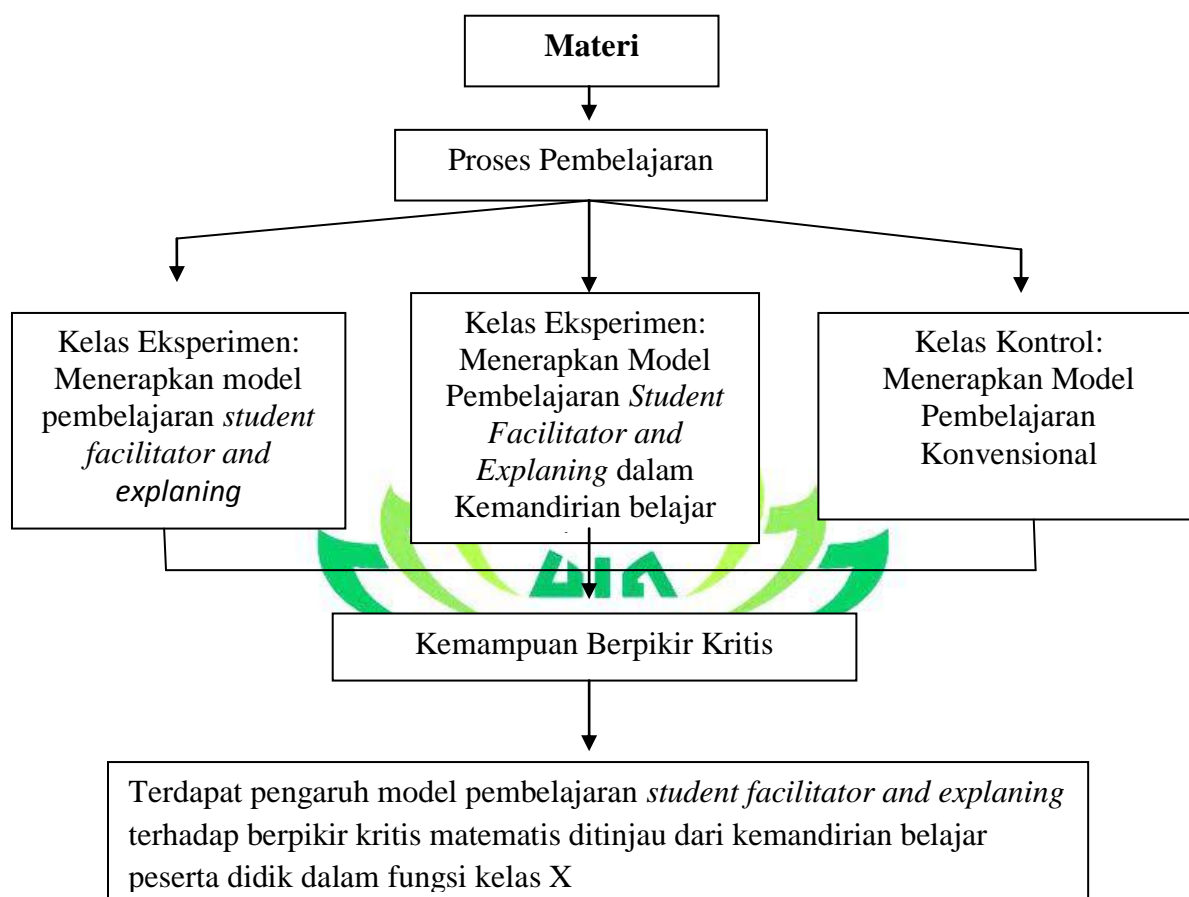 Materi
Proses Pembelajaran
Kelas Eksperimen:
Menerapkan model
pembelajaran student
facilitator and
explaning
Kelas Eksperimen:
Menerapkan Model
Pembelajaran Student
Facilitator and
Explaning dalam
Kemandirian belajar
Kelas Kontrol:
Menerapkan Model
Pembelajaran
Konvensional
Kemampuan Berpikir Kritis
Terdapat pengaruh model pembelajaran student facilitator and explaning
terhadap berpikir kritis matematis ditinjau dari kemandirian belajar
peserta didik dalam fungsi kelas X